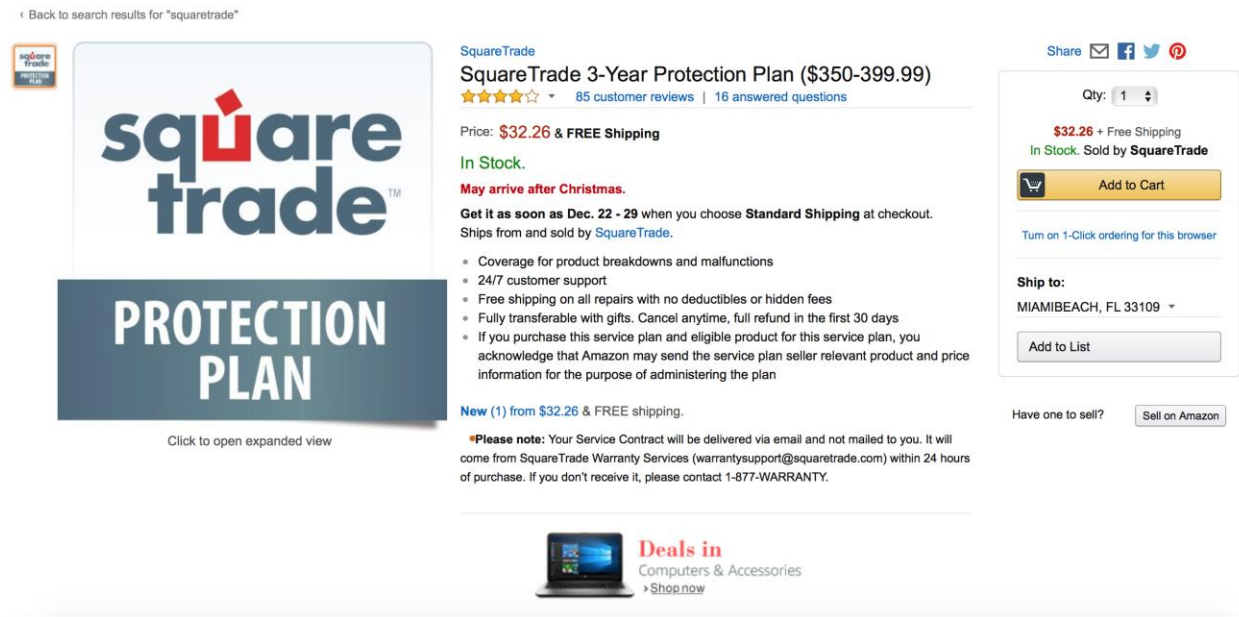 ‹ Back to search results for "squaretrade"
square
trade
PROTECTION
PLAN
square
trade™
PROTECTION
PLAN
Click to open expanded view
SquareTrade
SquareTrade 3-Year Protection Plan ($350-399.99)
85 customer reviews | 16 answered questions
Price: $32.26 & FREE Shipping
In Stock.
May arrive after Christmas.
Get it as soon as Dec. 22 - 29 when you choose Standard Shipping at checkout.
Ships from and sold by SquareTrade.
Coverage for product breakdowns and malfunctions
24/7 customer support
Free shipping on all repairs with no deductibles or hidden fees
Fully transferable with gifts. Cancel anytime, full refund in the first 30 days
If you purchase this service plan and eligible product for this service plan, you
acknowledge that Amazon may send the service plan seller relevant product and price
information for the purpose of administering the plan
New (1) from $32.26 & FREE shipping.
Please note: Your Service Contract will be delivered via email and not mailed to you. It will
come from SquareTrade Warranty Services (warrantysupport@squaretrade.com) within 24 hours
of purchase. If you don't receive it, please contact 1-877-WARRANTY.
Deals in
Computers & Accessories
› Shop now
Share
Qty: 1
$32.26 + Free Shipping
In Stock. Sold by SquareTrade
Add to Cart
Turn on 1-Click ordering for this browser
Ship to:
MIAMIBEACH, FL 33109
Add to List
Have one to sell? Sell on Amazon